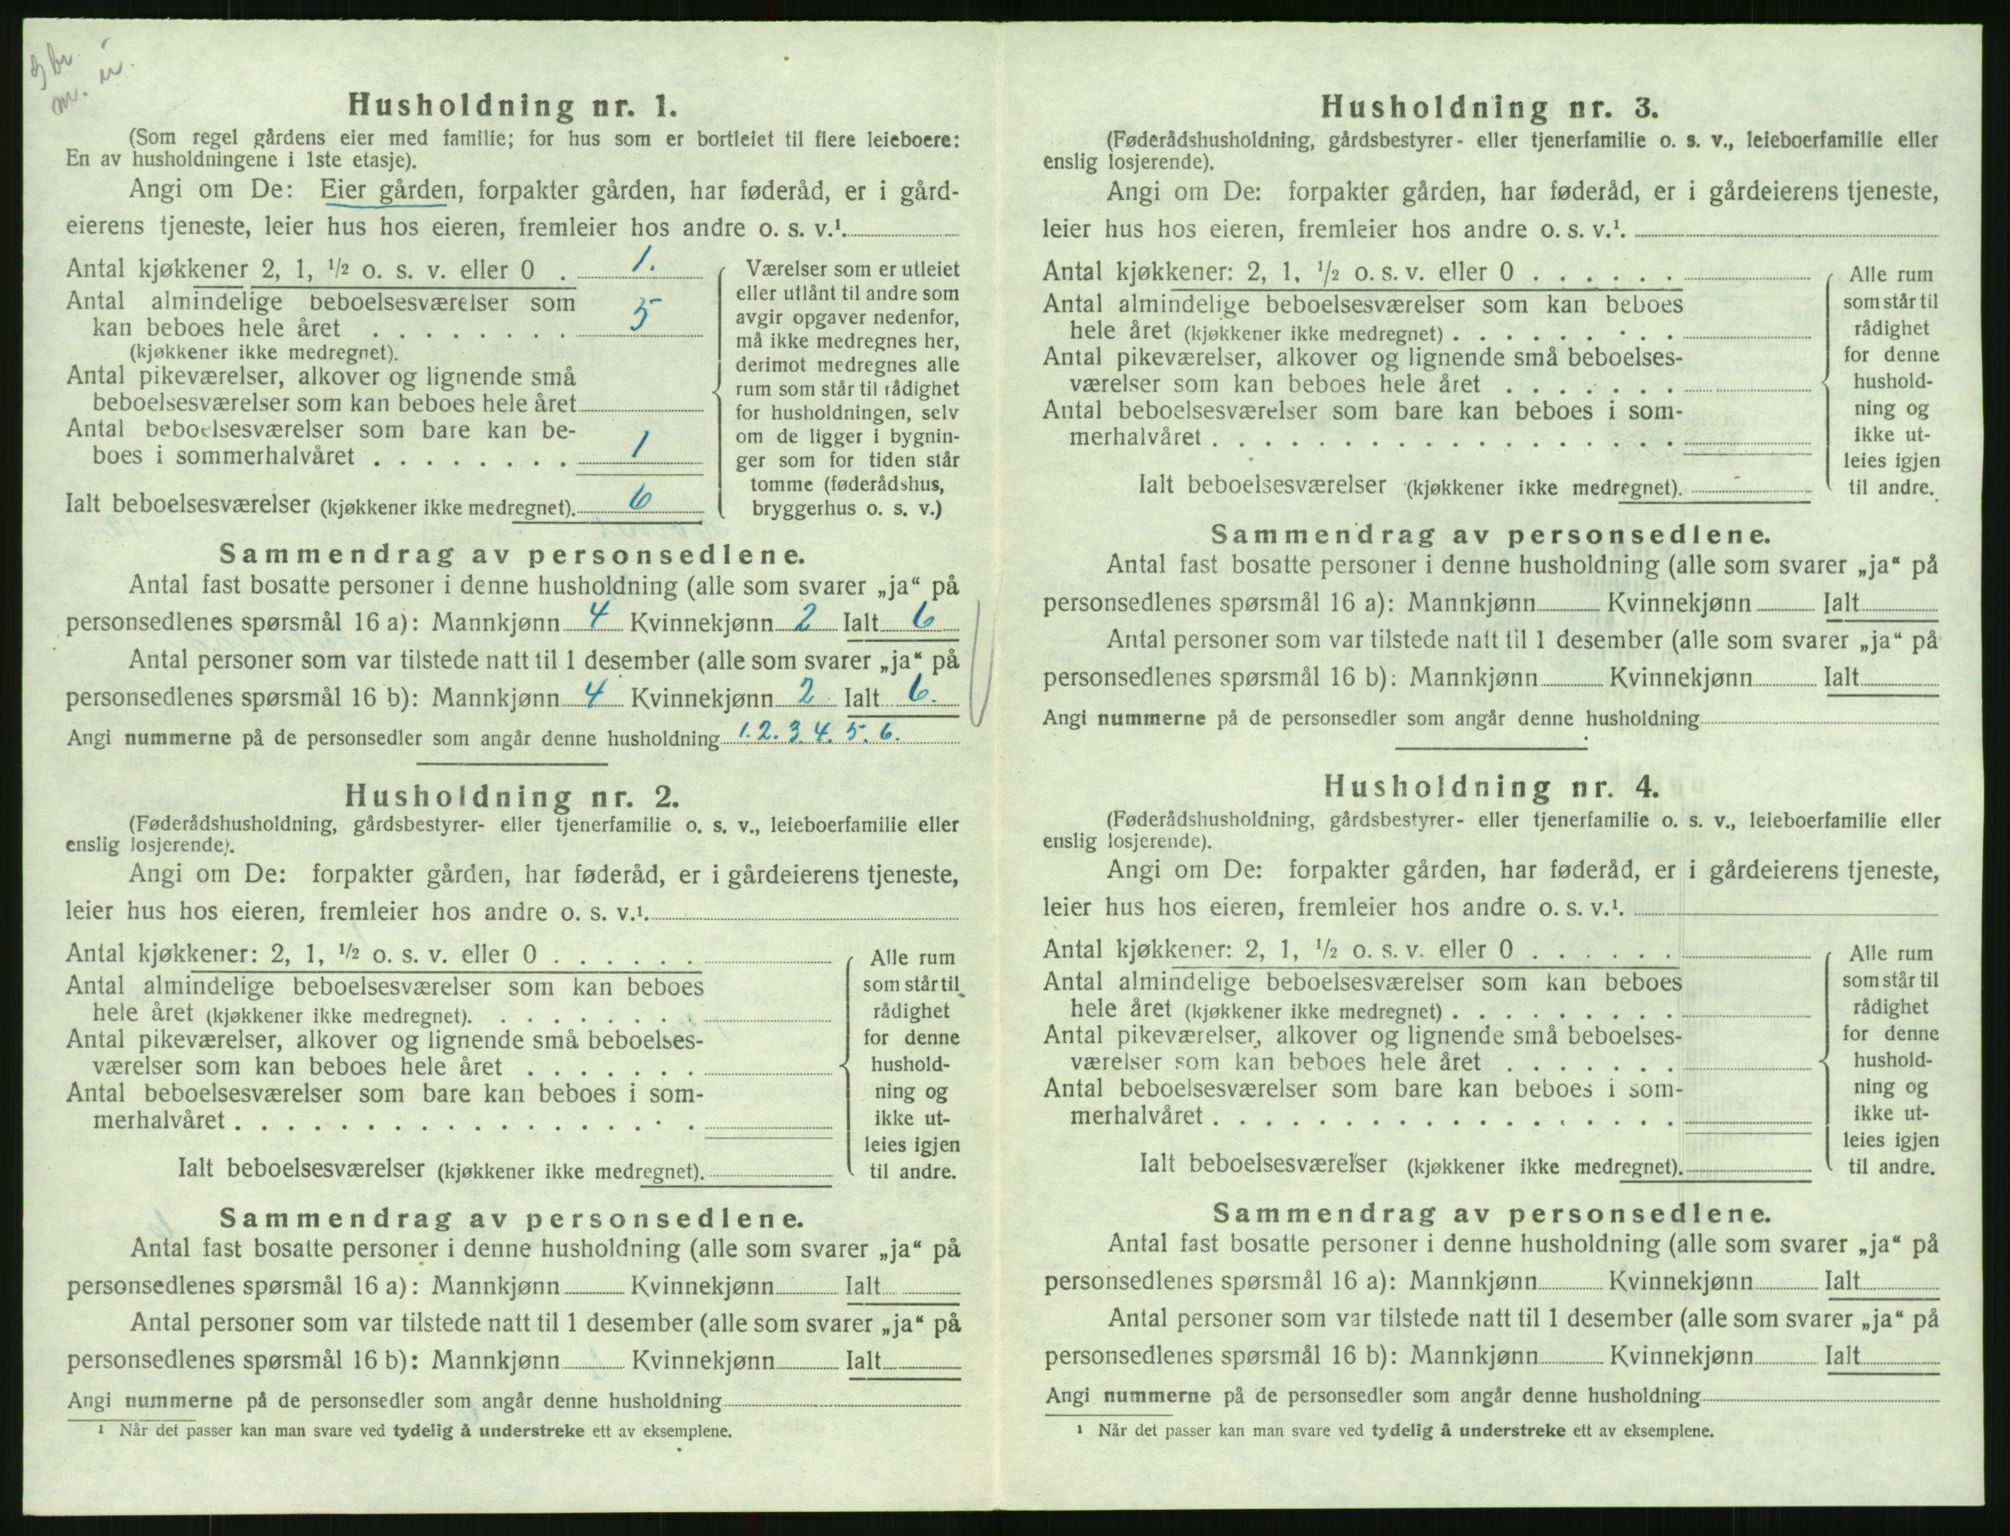 Husholdning nr. 1.
(Som regel gårdens eier med familie; for hus som er bortleiet til flere leieboere:
En av husholdningene i 1ste etasje).
Angi om De: Eier gården, forpakter gården, har føderåd, er i gård-
eierens tjeneste, leier hus hos eieren, fremleier hos andre o. s. v.¹
Antal kjøkkener 2, 1, ½ o. s. v. eller 0 . 1.
Antal almindelige beboelsesværelser som
kan beboes hele året . . . . . . . . 5
(kjøkkener ikke medregnet).
Antal pikeværelser, alkover og lignende små
beboelsesværelser som kan beboes hele året
Antal beboelsesværelser som bare kan be-
boes i sommerhalvåret . . . . . . . 1
Ialt beboelsesværelser (kjøkkener ikke medregnet). 6
Værelser som er utleiet
eller utlånt til andre som
avgir opgaver nedenfor,
må ikke medregnes her,
derimot medregnes alle
rum som står til rådighet
for husholdningen, selv
om de ligger i bygnin-
ger som for tiden står
tomme (føderådshus,
bryggerhus o. s. v.)
Sammendrag av personsedlene.
Antal fast bosatte personer i denne husholdning (alle som svarer „ja“ på
personsedlenes spørsmål 16 a): Mannkjønn 4 Kvinnekjønn 2 Ialt 6
Antal personer som var tilstede natt til 1 desember (alle som svarer „ja“ på
personsedlenes spørsmål 16 b): Mannkjønn 4 Kvinnekjønn 2 Ialt 6.
Angi nummerne på de personsedler som angår denne husholdning 1. 2. 3. 4. 5. 6.
Husholdning nr. 2.
(Føderådshusholdning, gårdsbestyrer- eller tjenerfamilie o. s. v., leieboerfamilie eller
enslig losjerende).
Angi om De: forpakter gården, har føderåd, er i gårdeierens tjeneste,
leier hus hos eieren, fremleier hos andre o. s. v.¹
Antal kjøkkener: 2, 1, ½ o. s. v. eller 0 . . . . . .
Antal almindelige beboelsesværelser som kan beboes
hele året (kjøkkener ikke medregnet). . . . . . . . .
Antal pikeværelser, alkover og lignende små beboelses-
værelser som kan beboes hele året . . . . . . .
Antal beboelsesværelser som bare kan beboes i som-
merhalvåret . . . . . . . . . . . . . . . . . .
Ialt beboelsesværelser (kjøkkener ikke medregnet).
Alle rum
som står til
rådighet
for denne
hushold-
ning og
ikke ut-
leies igjen
til andre.
Sammendrag av personsedlene.
Antal fast bosatte personer i denne husholdning (alle som svarer „ja“ på
personsedlenes spørsmål 16 a): Mannkjønn Kvinnekjønn Ialt
Antal personer som var tilstede natt til 1 desember (alle som svarer „ja“ på
personsedlenes spørsmål 16 b): Mannkjønn Kvinnekjønn Ialt
Angi nummerne på de personsedler som angår denne husholdning
¹ Når det passer kan man svare ved tydelig å understreke ett av eksemplene.
Husholdning nr. 3.
(Føderådshusholdning, gårdsbestyrer- eller tjenerfamilie o. s. v., leieboerfamilie eller
enslig losjerende).
Angi om De: forpakter gården, har føderåd, er i gårdeierens tjeneste,
leier hus hos eieren, fremleier hos andre o. s. v.¹
Antal kjøkkener: 2, 1, ½ o. s. v. eller 0 . . . . . .
Antal almindelige beboelsesværelser som kan beboes
hele året (kjøkkener ikke medregnet) . . . . . . . . .
Antal pikeværelser, alkover og lignende små beboelses-
værelser som kan beboes hele året . . . . . . .
Antal beboelsesværelser som bare kan beboes i som-
merhalvåret . . . . . . . . . . . . . . . . . .
Ialt beboelsesværelser (kjøkkener ikke medregnet).
Alle rum
som står til
rådighet
for denne
hushold-
ning og
ikke ut-
leies igjen
til andre.
Sammendrag av personsedlene.
Antal fast bosatte personer i denne husholdning (alle som svarer „ja“ på
personsedlenes spørsmål 16 a): Mannkjønn Kvinnekjønn Ialt
Antal personer som var tilstede natt til 1 desember (alle som svarer „ja“ på
personsedlenes spørsmål 16 b): Mannkjønn Kvinnekjønn Ialt
Angi nummerne på de personsedler som angår denne husholdning
Husholdning nr. 4.
(Føderådshusholdning, gårdsbestyrer- eller tjenerfamilie o. s. v., leieboerfamilie eller
enslig losjerende).
Angi om De: forpakter gården, har føderåd, er i gårdeierens tjeneste,
leier hus hos eieren, fremleier hos andre o. s. v.¹.
Antal kjøkkener: 2, 1, ½ o. s. v. eller 0 . . . . . .
Antal almindelige beboelsesværelser som kan beboes
hele året (kjøkkener ikke medregnet) . . . . . . . . .
Antal pikeværelser, alkover og lignende små beboelses-
værelser som kan beboes hele året . . . . . . .
Antal beboelsesværelser som bare kan beboes i som-
merhalvåret . . . . . . . . . . . . . . . . . .
Ialt beboelsesværelser (kjøkkener ikke medregnet).
Alle rum
som står til
rådighet
for denne
hushold-
ning og
ikke ut-
leies igjen
til andre.
Sammendrag av personsedlene.
Antal fast bosatte personer i denne husholdning (alle som svarer „ja“ på
personsedlenes spørsmål 16 a): Mannkjønn Kvinnekjønn Ialt
Antal personer som var tilstede natt til 1 desember (alle som svarer „ja“ på
personsedlenes spørsmål 16 b): Mannkjønn Kvinnekjønn Ialt
Angi nummerne på de personsedler som angår denne husholdning
¹ Når det passer kan man svare ved tydelig å understreke ett av eksemplene.